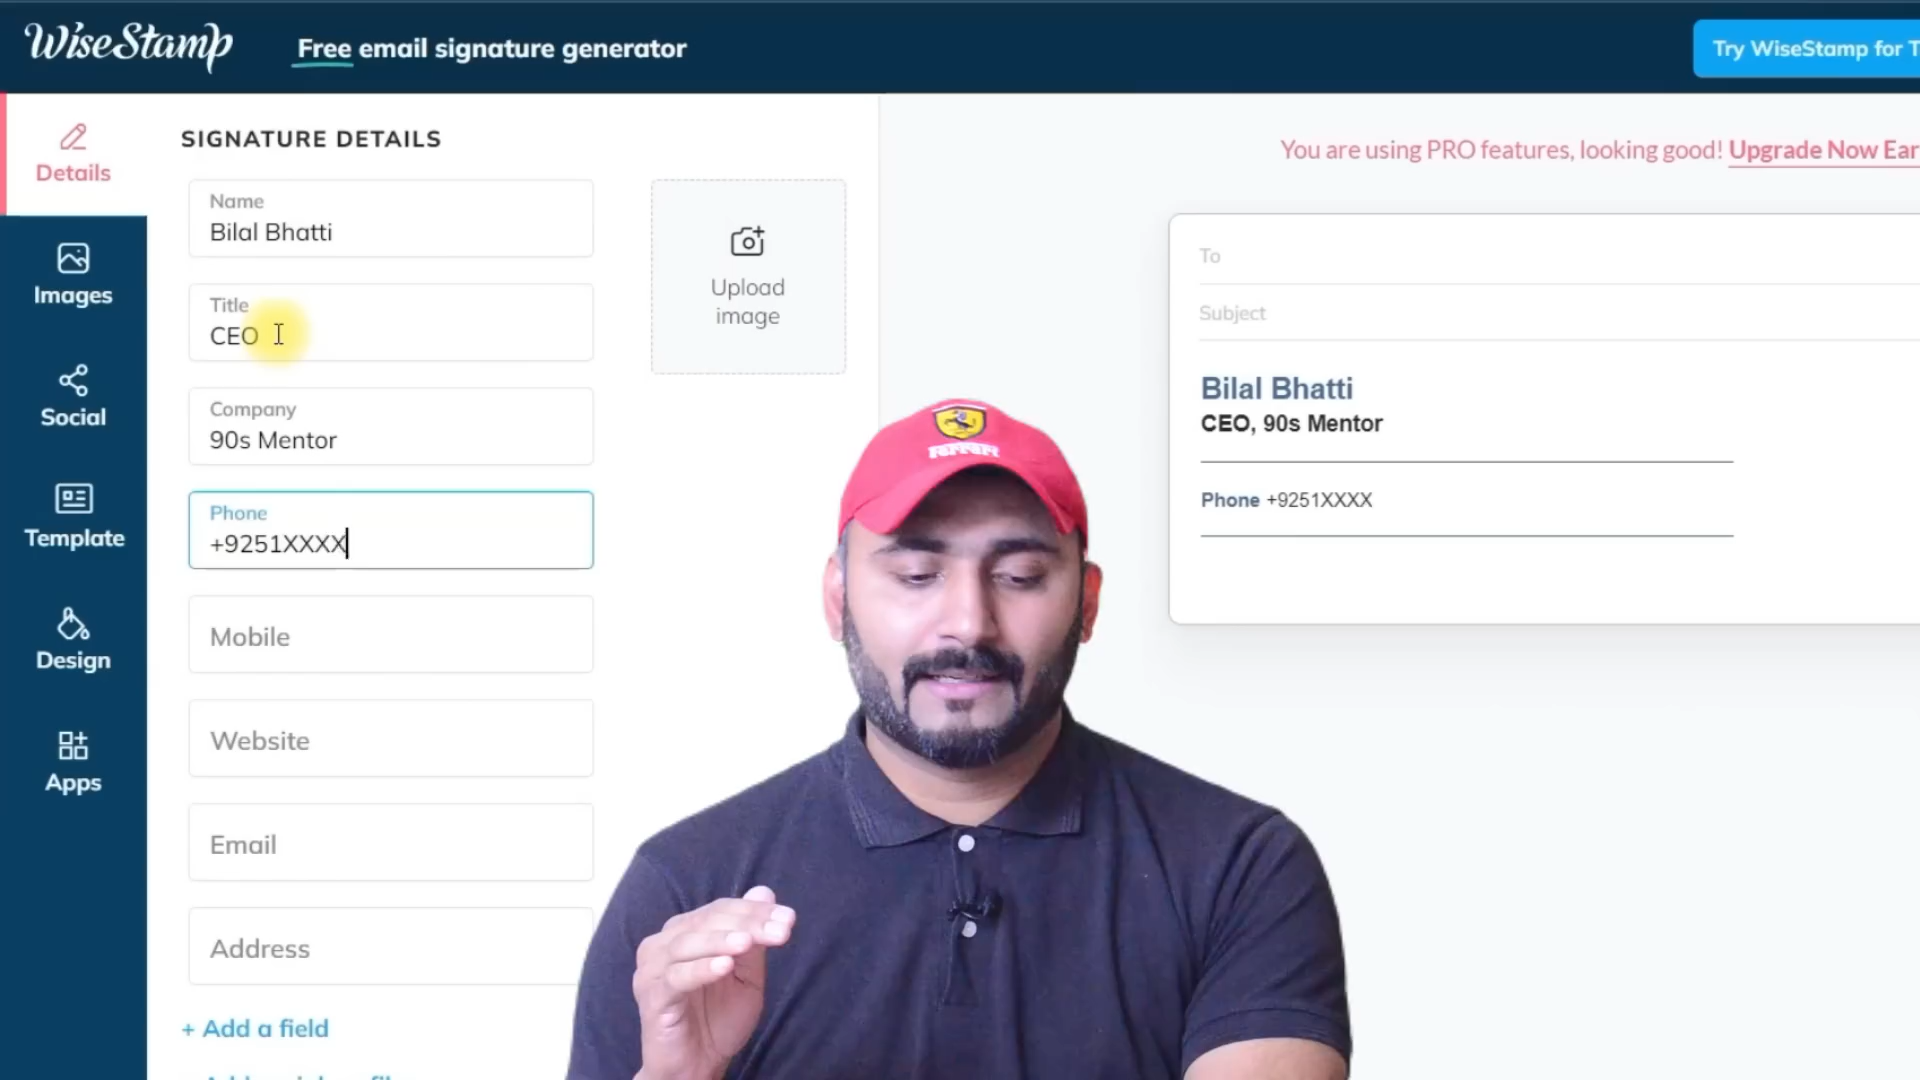 WiseStamp
Free email signature generator
Try WiseStamp for T
Details
Images
Social
Template
Design
Apps
SIGNATURE DETAILS
Name
Bilal Bhatti
Title
CEO
Company
90s Mentor
Phone
+9251XXXX
Mobile
Website
Email
Address
+ Add a field
Upload
image
You are using PRO features, looking good! Upgrade Now Ear
To
Subject
Bilal Bhatti
CEO, 90s Mentor
Phone +9251XXXX
Ferrari